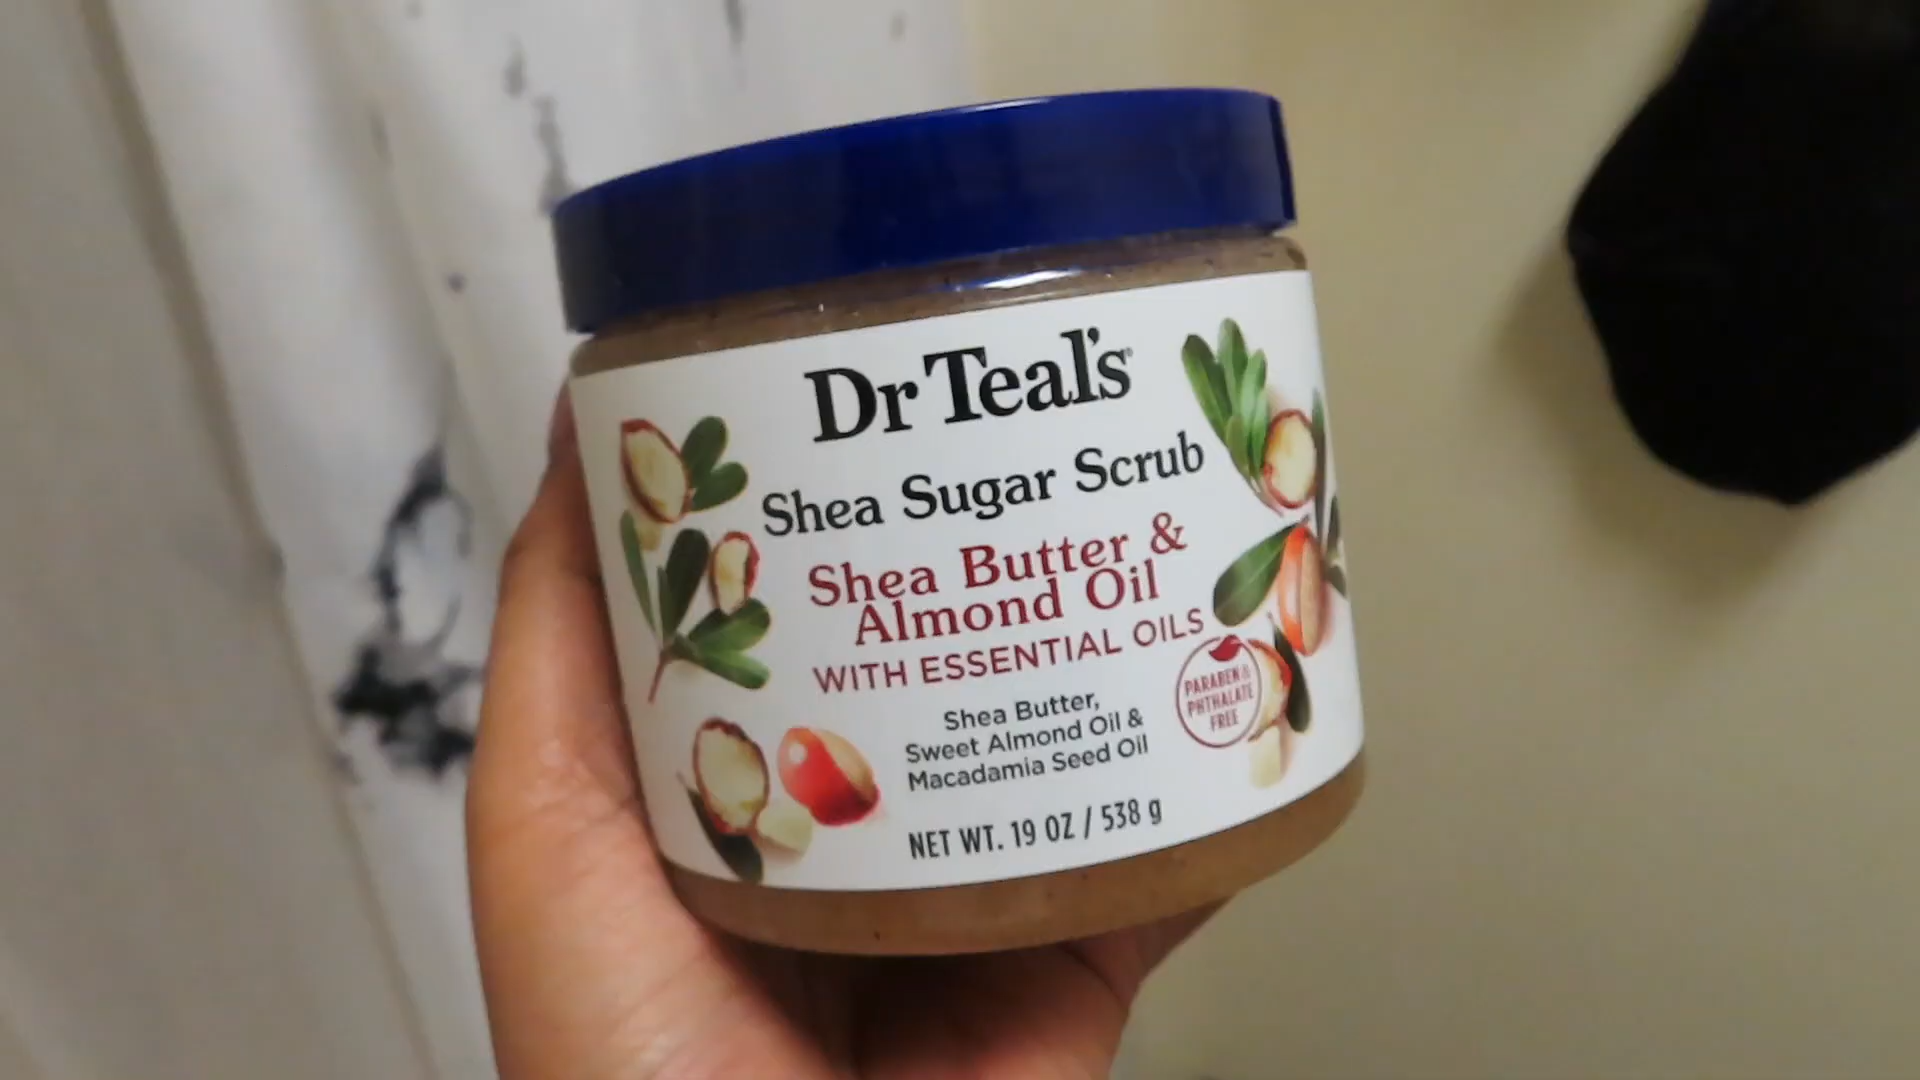 Dr Teal's
Shea Sugar Scrub
Shea Butter &
Almond Oil
WITH ESSENTIAL OILS
Shea Butter,
Sweet Almond Oil &
Macadamia Seed Oil
PARABEN &
PHTHALATE
FREE
NET WT. 19 OZ / 538 g